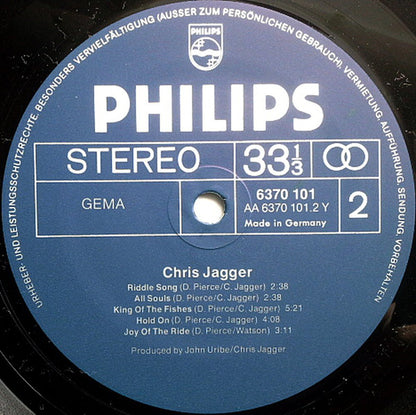 URHEBER- UND LEISTUNGSSCHUTZRECHTE, BESONDERS VERVIELFÄLTIGUNG (AUSSER ZUM PERSÖNLICHEN GEBRAUCH), VERMIETUNG, AUFFÜHRUNG, SENDUNG, VORBEHALTEN
PHILIPS
PHILIPS
STEREO
33 1/3
GEMA
6370 101
AA 6370 101.2 Y
Made in Germany
2
Chris Jagger
Riddle Song (D. Pierce/C. Jagger) 2:38
All Souls (D. Pierce/C. Jagger) 2:38
King Of The Fishes (D. Pierce/C. Jagger) 5:21
Hold On (D. Pierce/C. Jagger) 4:08
Joy Of The Ride (D. Pierce/Watson) 3:11
Produced by John Uribe/Chris Jagger